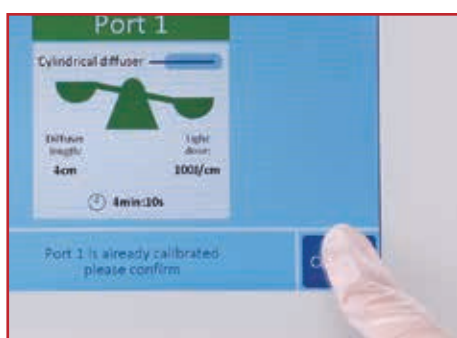 Port 1
Cylindrical diffuser
Diffuser Light
length: dose:
4cm 100J/cm
4min:10s
Port 1 is already calibrated
please confirm